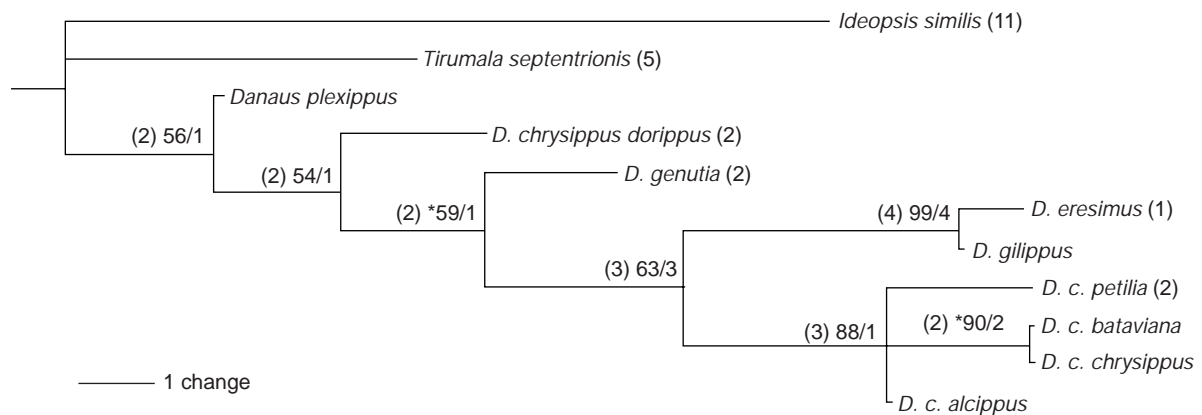 Ideopsis similis (11)
Tirumala septentrionis (5)
Danaus plexippus
(2) 56/1
D. chrysippus dorippus (2)
(2) 54/1
D. genutia (2)
(2) *59/1
(4) 99/4
D. eresimus (1)
D. gilippus
(3) 63/3
D. c. petilia (2)
(2) *90/2
D. c. bataviana
(3) 88/1
D. c. chrysippus
1 change
D. c. alcippus